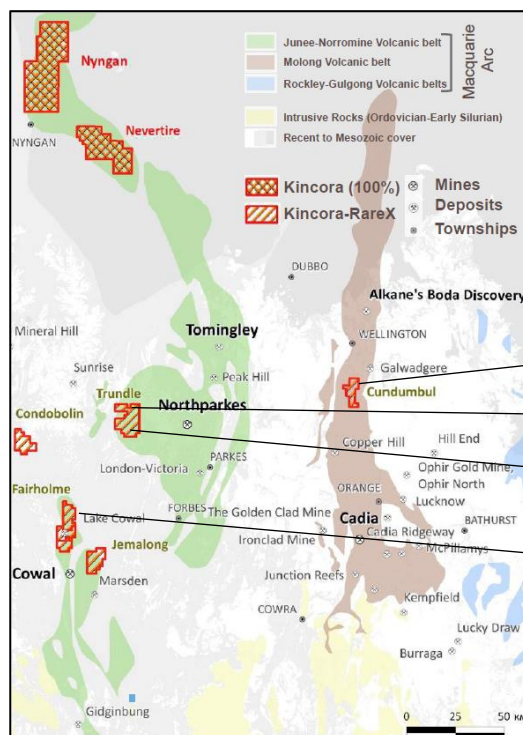 Junee-Norromine Volcanic belt
Molong Volcanic belt
Rockley-Gulgong Volcanic belts
Macquarie
Arc
Intrusive Rocks (Ordovician-Early Silurian)
Recent to Mesozoic cover
Kincora (100%)
Kincora-RareX
Mines
Deposits
Townships
Nyngan
NYNGAN
Nevertire
DUBBO
Alkane's Boda Discovery
Mineral Hill
Tomingley
WELLINGTON
Sunrise
Peak Hill
Galwadgere
Trundle
Cundumbul
Condobolin
Northparkes
Copper Hill
Hill End
London-Victoria
PARKES
Ophir Gold Mine,
Ophir North
Fairholme
ORANGE
Lucknow
Lake Cowal
FORBES
The Golden Clad Mine
Cadia
BATHURST
Ironclad Mine
Cadia Ridgeway
McPillamys
Jemalong
Cowal
Marsden
Junction Reefs
Kempfield
COWRA
Lucky Draw
Burraga
Gidginbung
0 25 50 KM